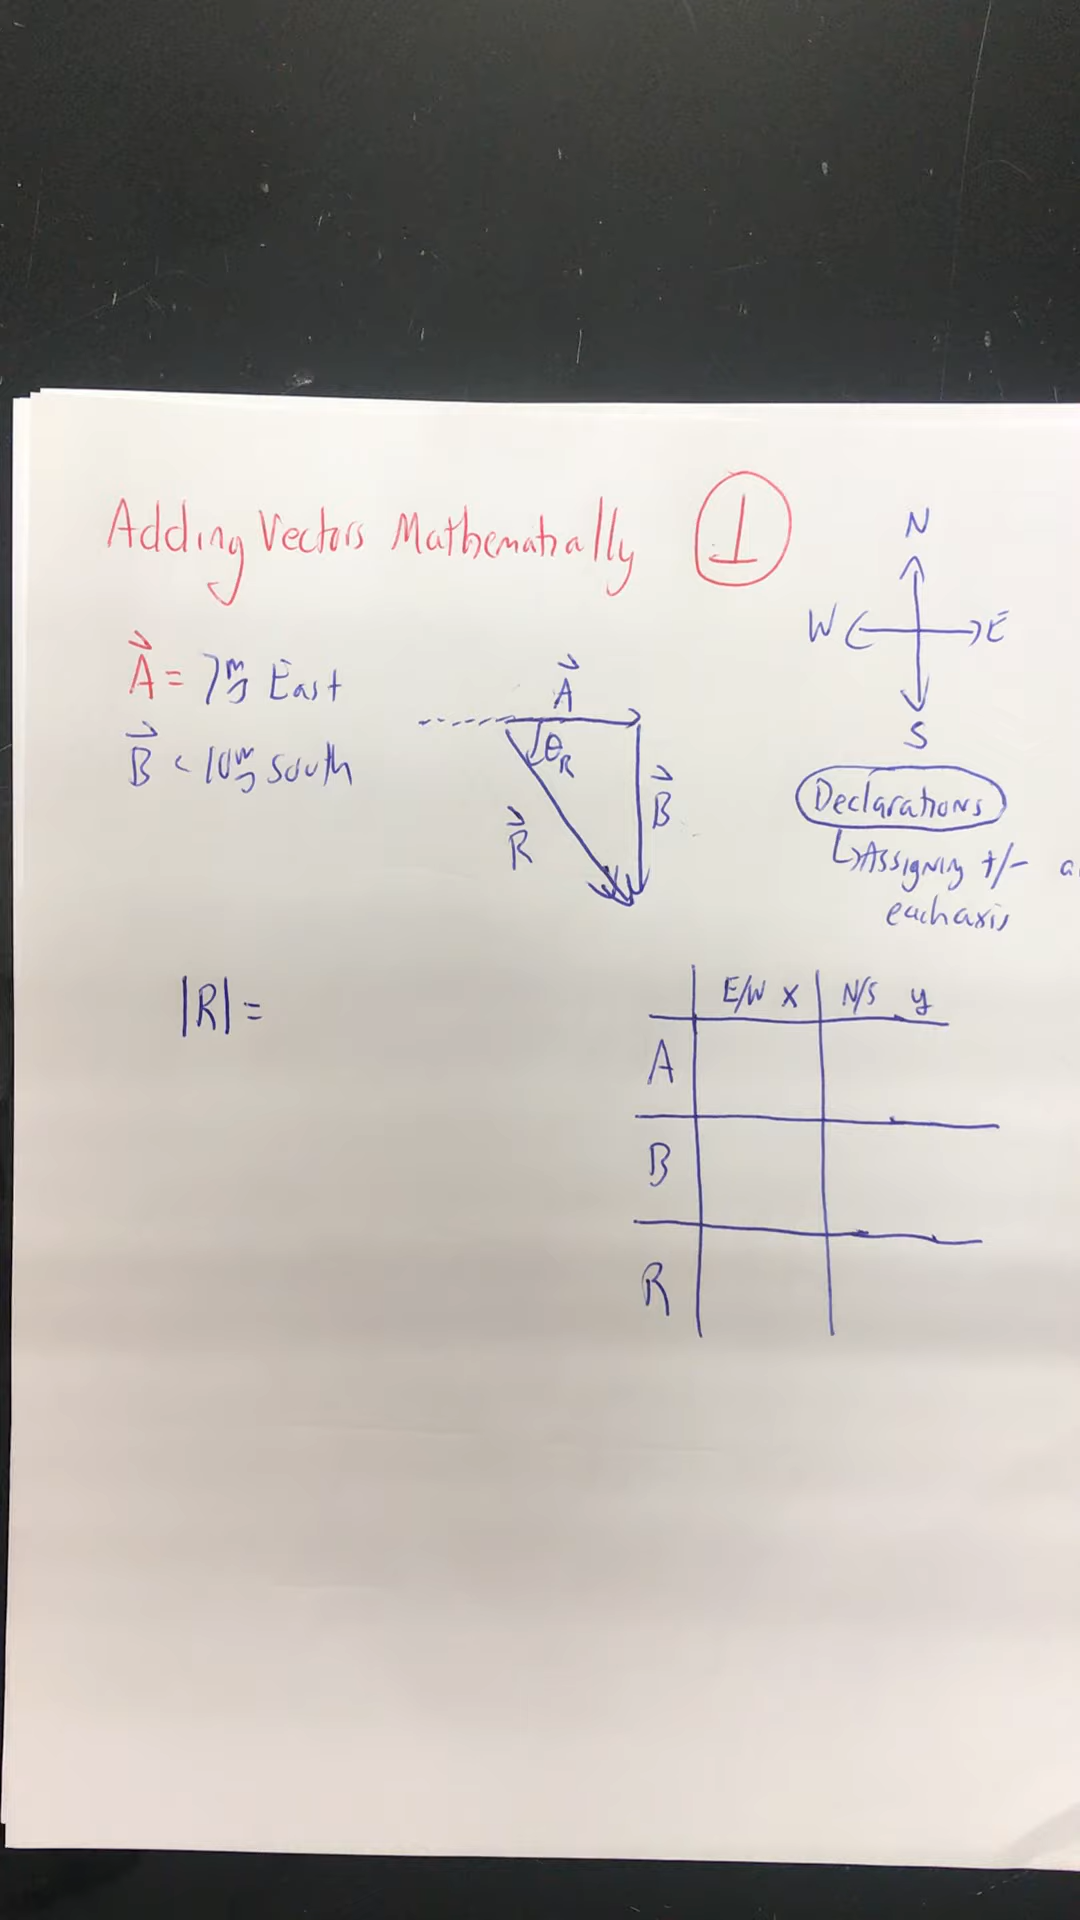 Adding Vectors Mathematically 1
N
W E
S
A = 7 m/s East
B = 10 m/s south
A
θR
B
R
Declarations
↳Assigning +/-
each axis
|R| =
E/W x N/S y
A
B
R